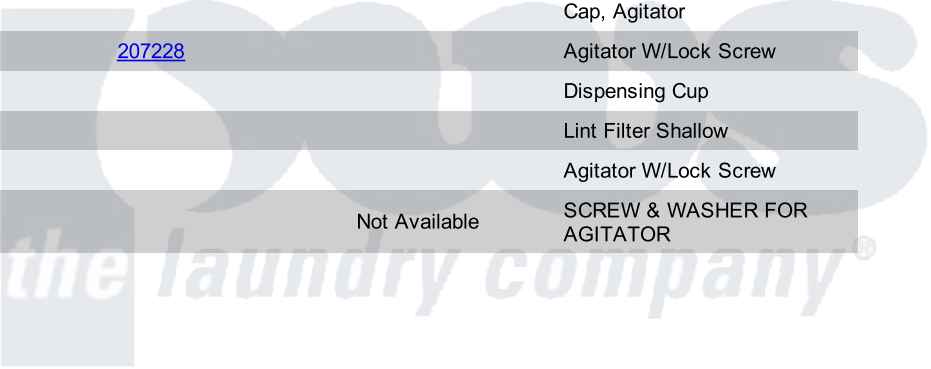 Cap, Agitator
207228 Agitator W/Lock Screw
Dispensing Cup
Lint Filter Shallow
Agitator W/Lock Screw
Not Available SCREW & WASHER FOR
AGITATOR
the laundry company®